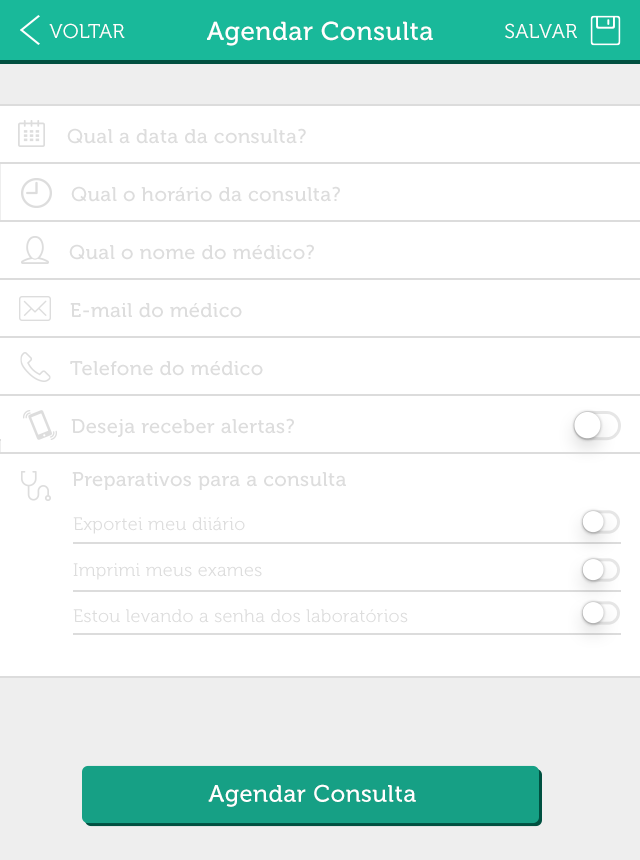 VOLTAR Agendar Consulta SALVAR
Qual a data da consulta?
Qual o horário da consulta?
Qual o nome do médico?
E-mail do médico
Telefone do médico
Deseja receber alertas?
Preparativos para a consulta
Exportei meu diiário
Imprimi meus exames
Estou levando a senha dos laboratórios
Agendar Consulta